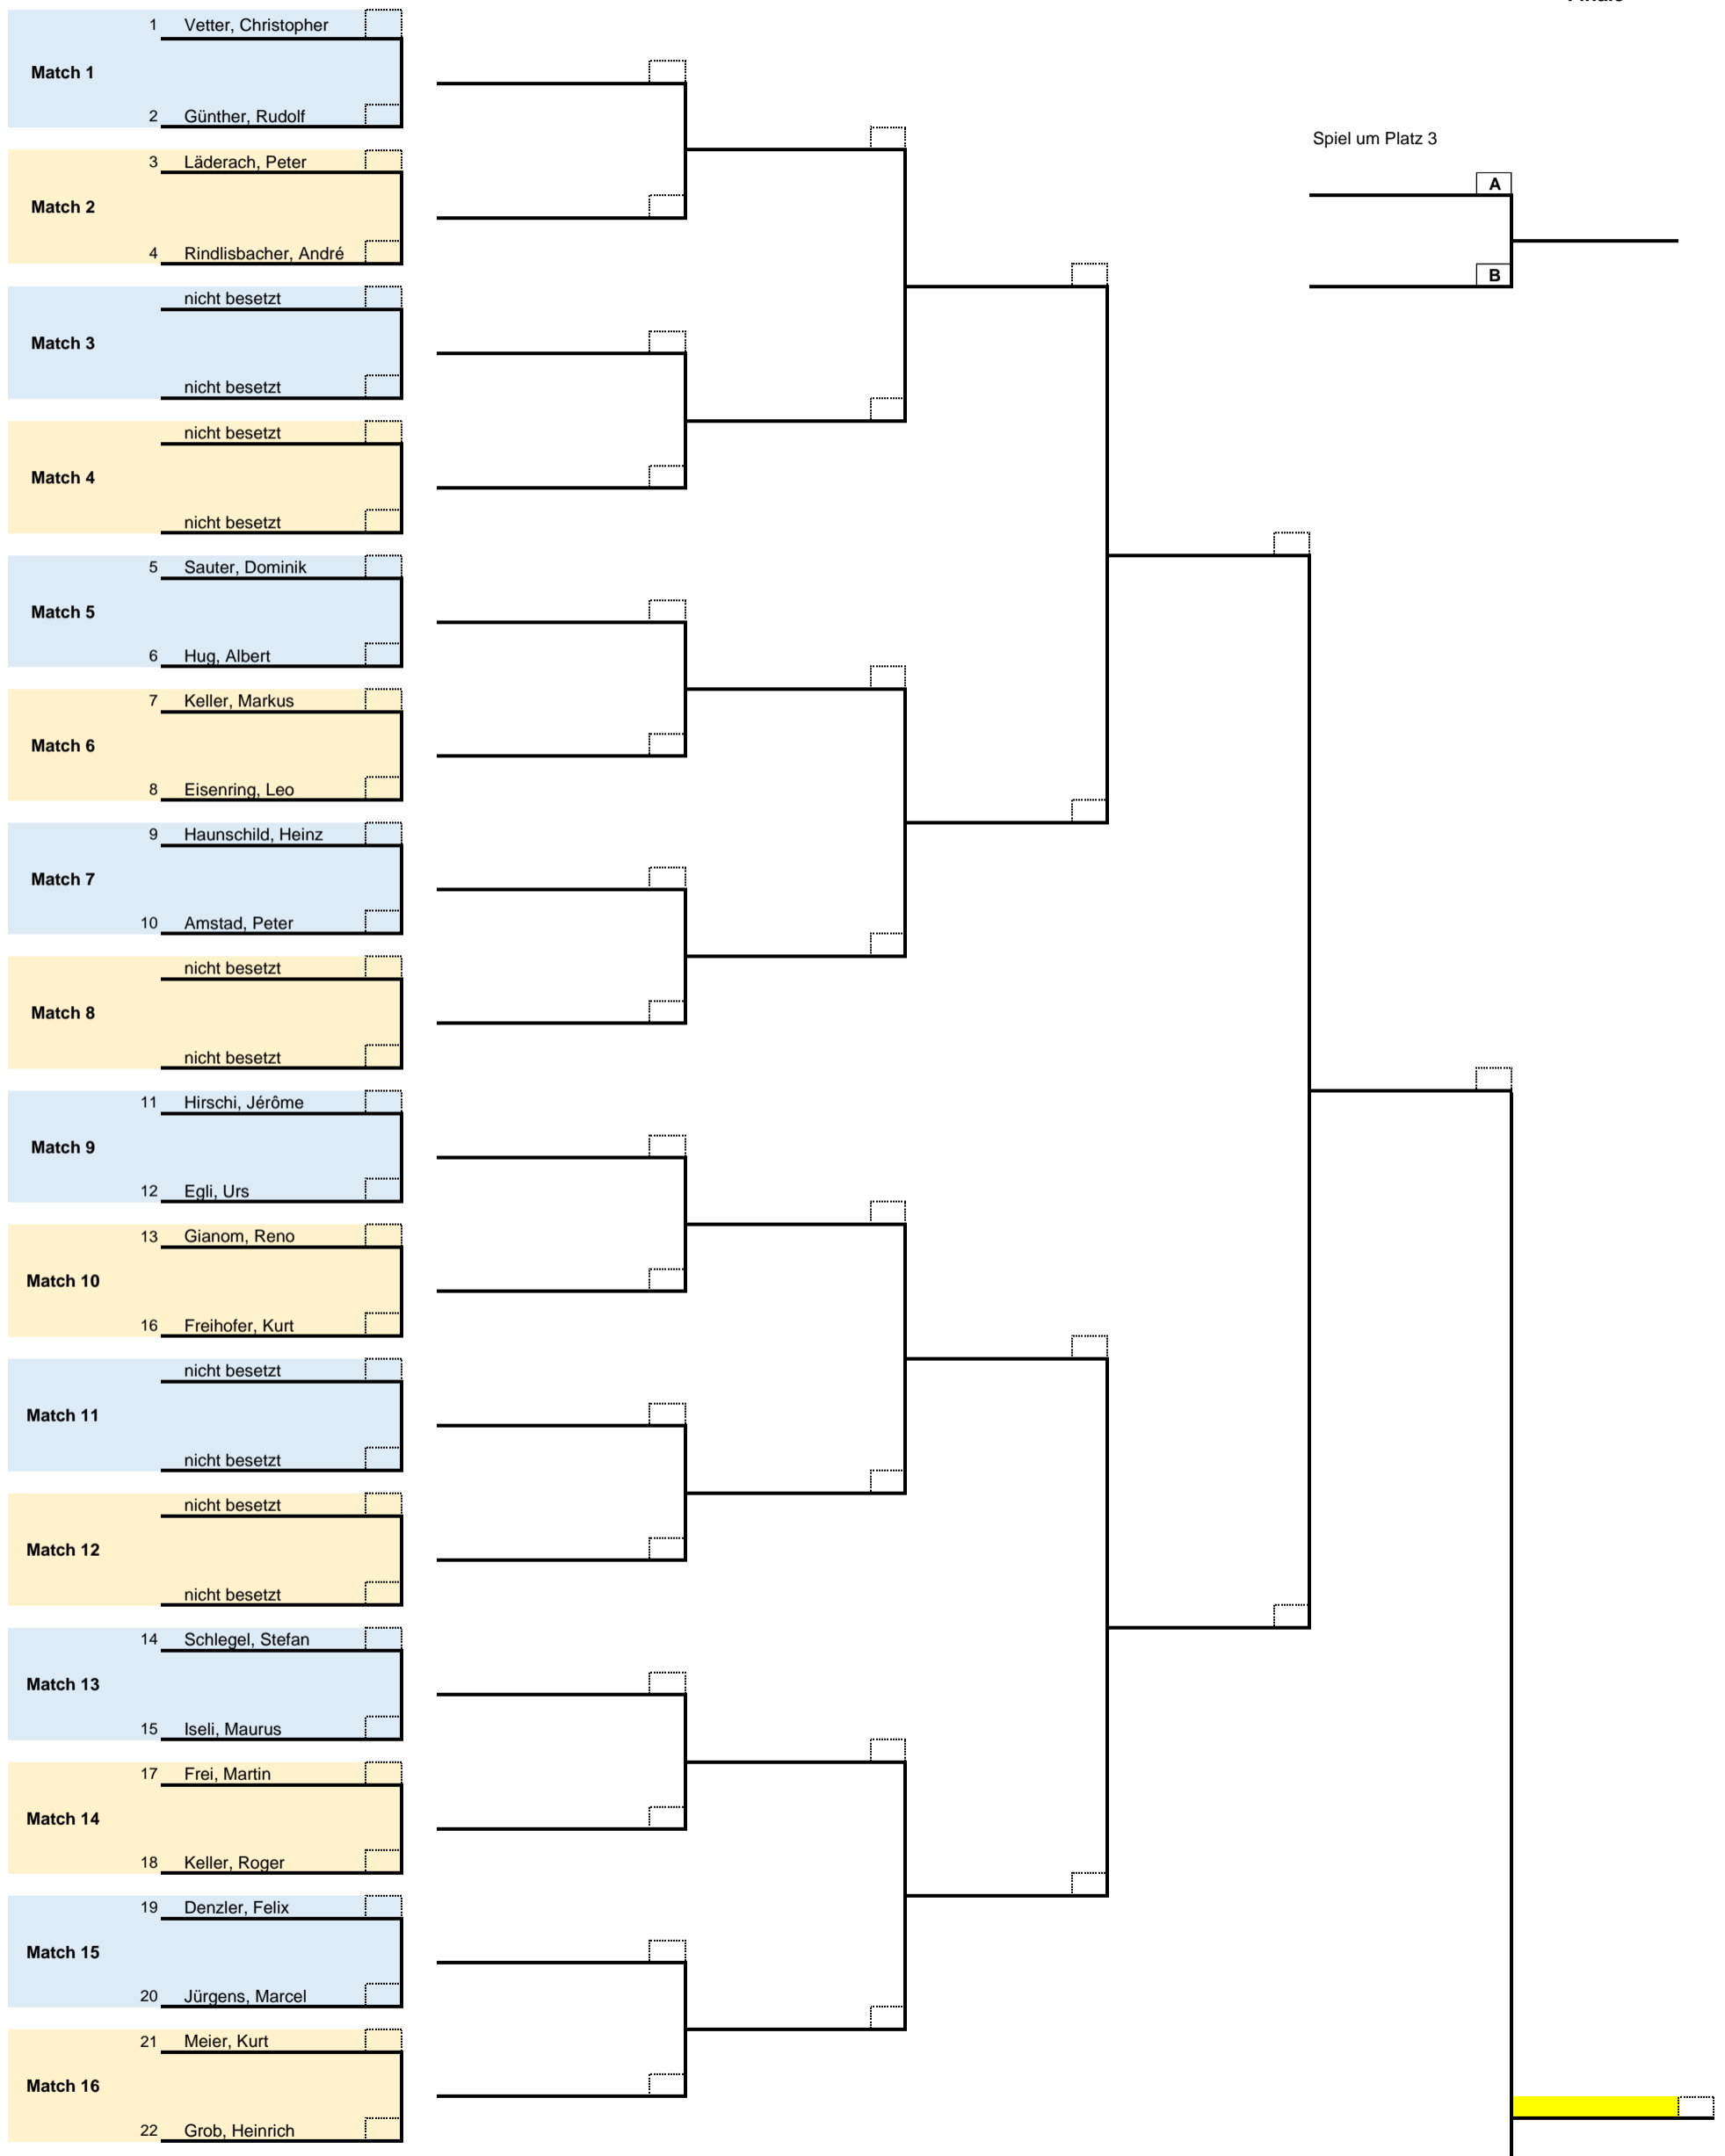 1 Vetter, Christopher
Match 1
2 Günther, Rudolf
Spiel um Platz 3
3 Läderach, Peter
A
Match 2
4 Rindlisbacher, André
B
nicht besetzt
Match 3
nicht besetzt
nicht besetzt
Match 4
nicht besetzt
5 Sauter, Dominik
Match 5
6 Hug, Albert
7 Keller, Markus
Match 6
8 Eisenring, Leo
9 Haunschild, Heinz
Match 7
10 Amstad, Peter
nicht besetzt
Match 8
nicht besetzt
11 Hirschi, Jérôme
Match 9
12 Egli, Urs
13 Gianom, Reno
Match 10
16 Freihofer, Kurt
nicht besetzt
Match 11
nicht besetzt
nicht besetzt
Match 12
nicht besetzt
14 Schlegel, Stefan
Match 13
15 Iseli, Maurus
17 Frei, Martin
Match 14
18 Keller, Roger
19 Denzler, Felix
Match 15
20 Jürgens, Marcel
21 Meier, Kurt
Match 16
22 Grob, Heinrich